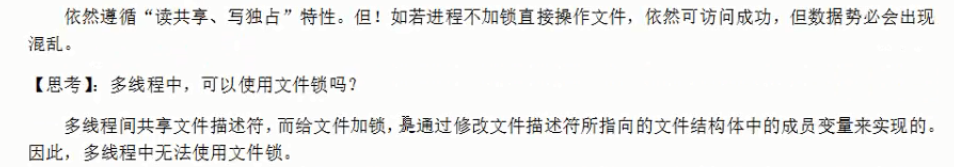 依然遵循“读共享、写独占”特性。但！如若进程不加锁直接操作文件，依然可访问成功，但数据势必会出现
混乱。
【思考】：多线程中，可以使用文件锁吗？
多线程间共享文件描述符，而给文件加锁，是通过修改文件描述符所指向的文件结构体中的成员变量来实现的。
因此，多线程中无法使用文件锁。